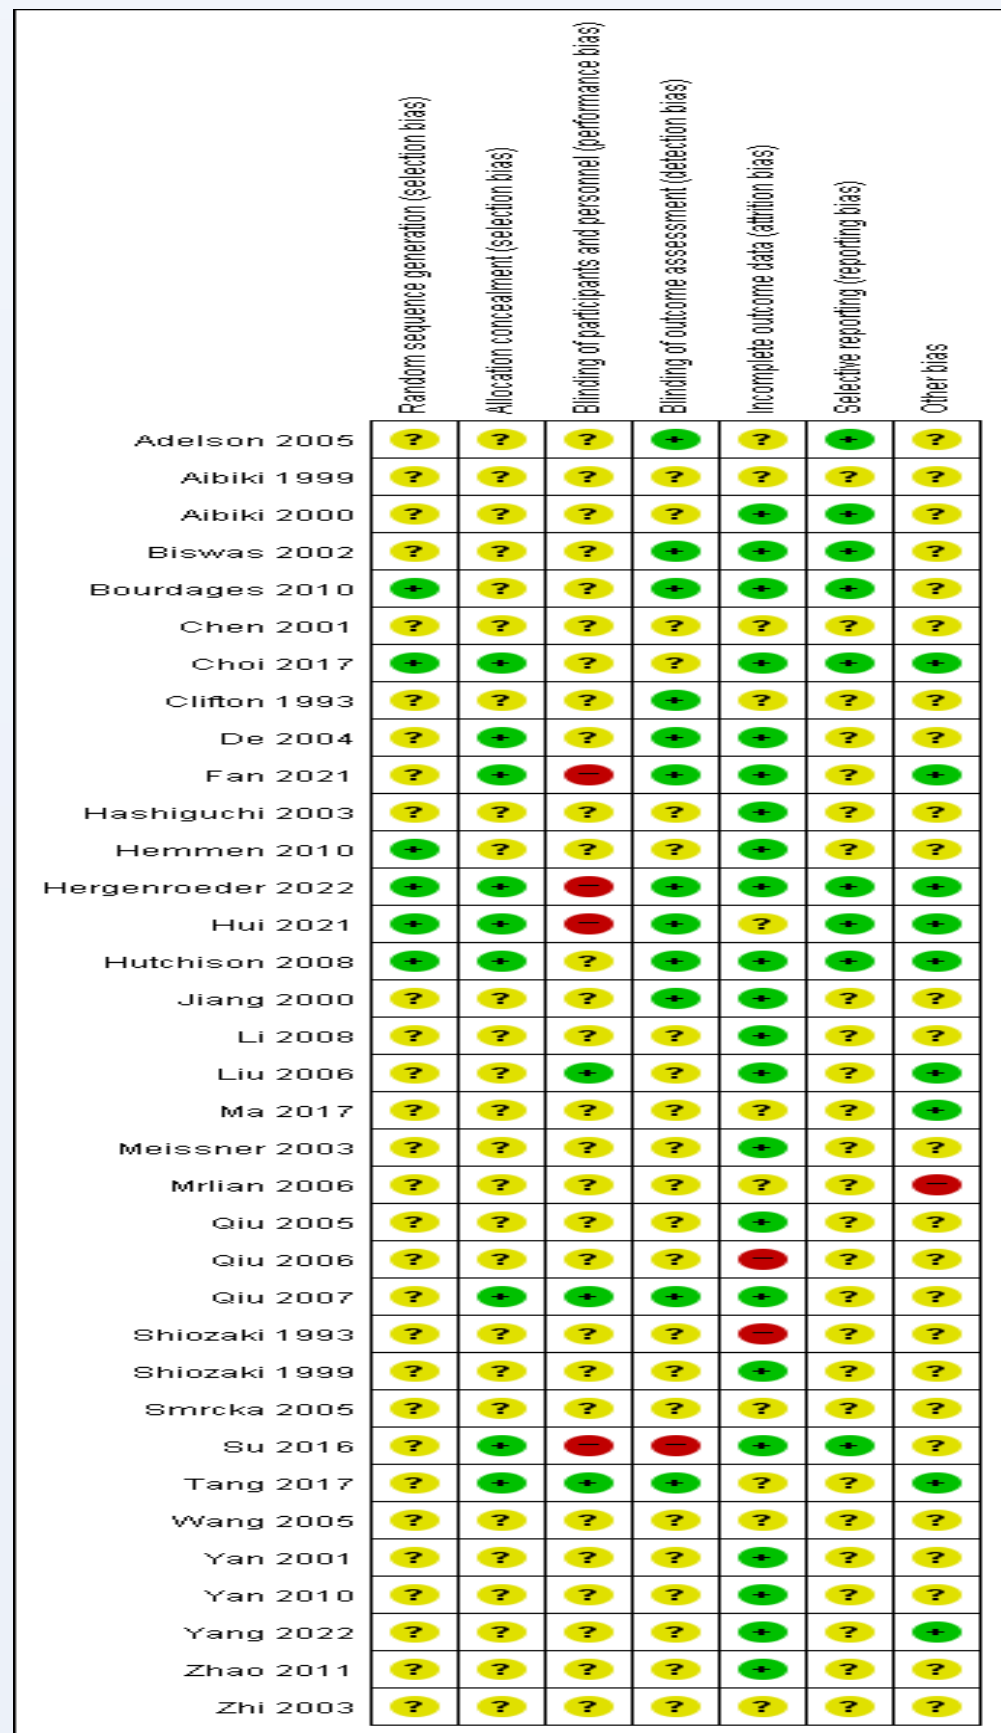 Random sequence generation (selection bias)
Allocation concealment (selection bias)
Blinding of participants and personnel (performance bias)
Blinding of outcome assessment (detection bias)
Incomplete outcome data (attrition bias)
Selective reporting (reporting bias)
Other bias
Adelson 2005 ? ? ? + ? + ?
Aibiki 1999 ? ? ? ? ? ? ?
Aibiki 2000 ? ? ? ? + + ?
Biswas 2002 ? ? ? + + + ?
Bourdages 2010 + ? ? + + + ?
Chen 2001 ? ? ? ? ? ? ?
Choi 2017 + + ? ? + + +
Clifton 1993 ? ? ? + ? ? ?
De 2004 ? + ? + + ? ?
Fan 2021 ? + − + + ? +
Hashiguchi 2003 ? ? ? ? + ? ?
Hemmen 2010 + ? ? ? + ? ?
Hergenroeder 2022 + + − + + + +
Hui 2021 + + − + ? + +
Hutchison 2008 + + ? + + + +
Jiang 2000 ? ? ? + + ? ?
Li 2008 ? ? ? ? + ? ?
Liu 2006 ? ? + ? + ? +
Ma 2017 ? ? ? ? ? ? +
Meissner 2003 ? ? ? ? + ? ?
Mrlian 2006 ? ? ? ? ? ? −
Qiu 2005 ? ? ? ? + ? ?
Qiu 2006 ? ? ? ? − ? ?
Qiu 2007 ? + + + + ? ?
Shiozaki 1993 ? ? ? ? − ? ?
Shiozaki 1999 ? ? ? ? + ? ?
Smrcka 2005 ? ? ? ? ? ? ?
Su 2016 ? + − − + + ?
Tang 2017 ? + + + ? ? +
Wang 2005 ? ? ? ? ? ? ?
Yan 2001 ? ? ? ? + ? ?
Yan 2010 ? ? ? ? + ? ?
Yang 2022 ? ? ? ? + ? +
Zhao 2011 ? ? ? ? + ? ?
Zhi 2003 ? ? ? ? ? ? ?